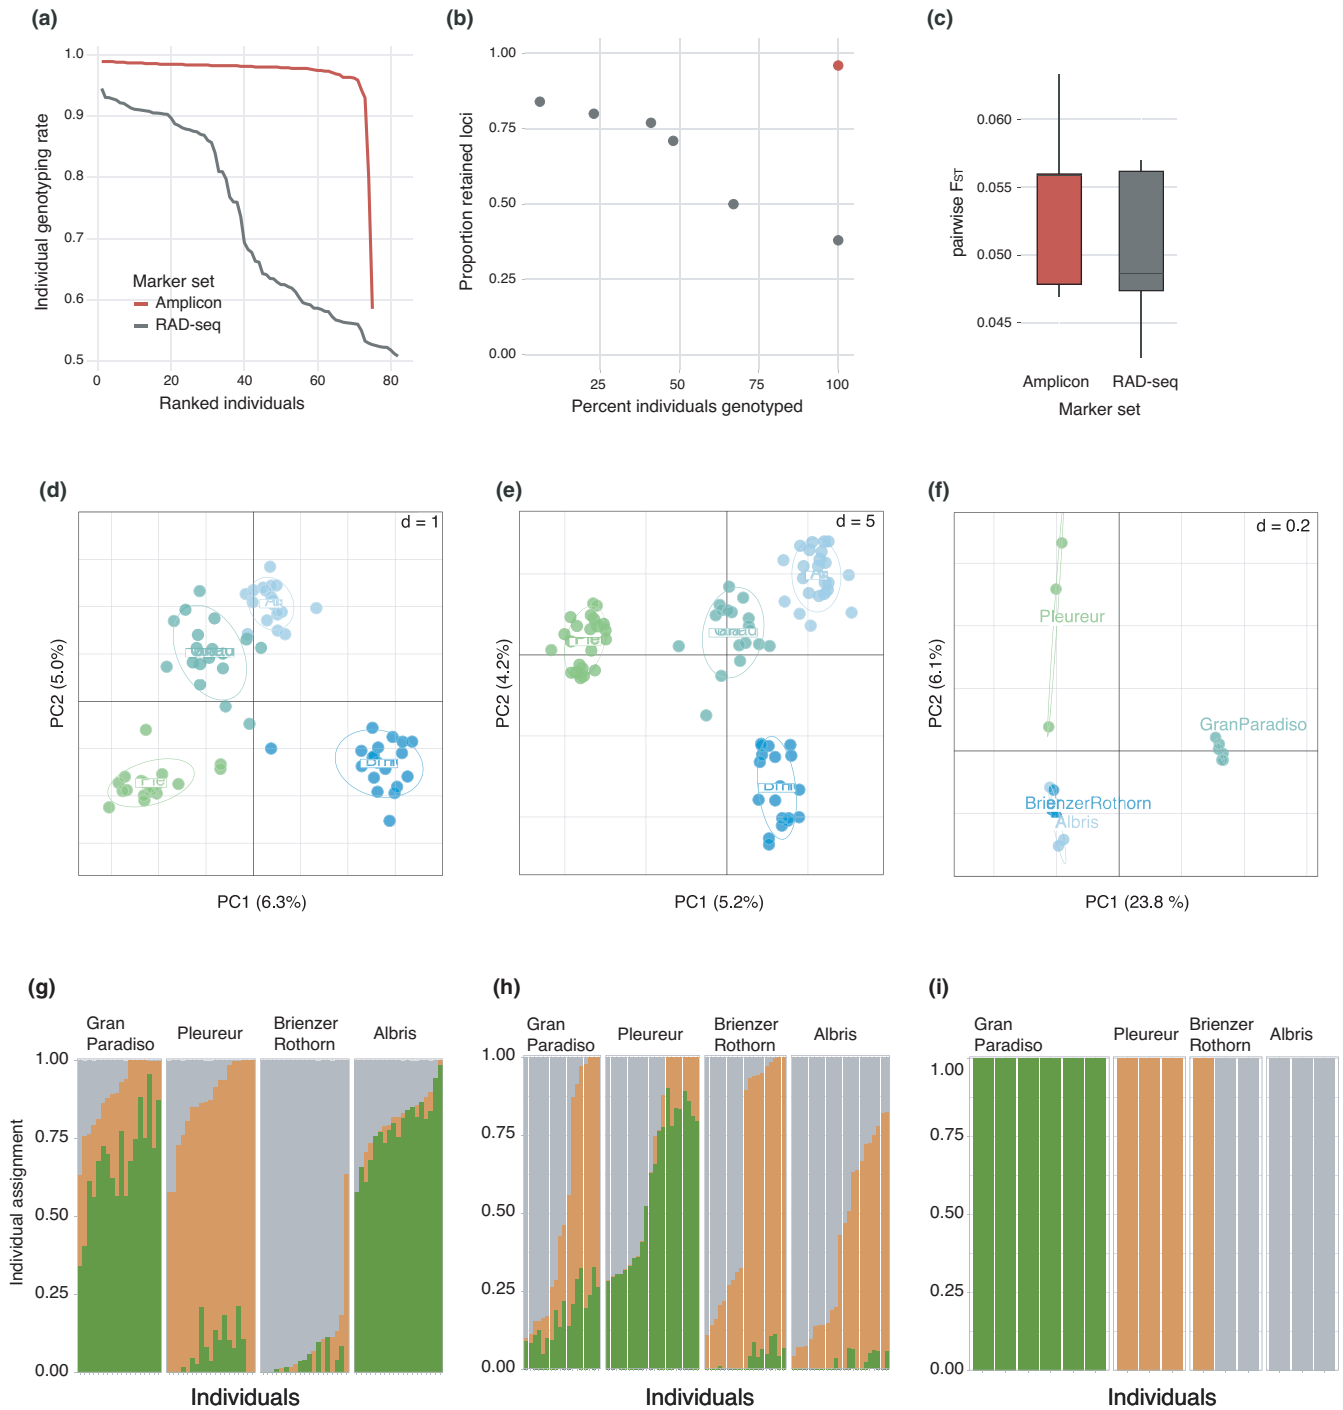 (a)
1.0
0.9
0.8
0.7
0.6
0.5
0
20
40
60
80
Individual genotyping rate
Ranked individuals
Marker set
Amplicon
RAD-seq
(b)
1.00
0.75
0.50
0.25
0.00
25
50
75
100
Proportion retained loci
Percent individuals genotyped
(c)
0.060
0.055
0.050
0.045
pairwise FST
Amplicon
RAD-seq
Marker set
(d)
d = 1
PC2 (5.0%)
PC1 (6.3%)
(e)
d = 5
PC2 (4.2%)
PC1 (5.2%)
(f)
d = 0.2
Pleureur
GranParadiso
BrienzerRothorn
Albris
PC2 (6.1%)
PC1 (23.8 %)
(g)
Gran
Paradiso
Pleureur
Brienzer
Rothorn
Albris
1.00
0.75
0.50
0.25
0.00
Individual assignment
Individuals
(h)
Gran
Paradiso
Pleureur
Brienzer
Rothorn
Albris
1.00
0.75
0.50
0.25
0.00
Individuals
(i)
Gran
Paradiso
Pleureur
Brienzer
Rothorn
Albris
1.00
0.75
0.50
0.25
0.00
Individuals